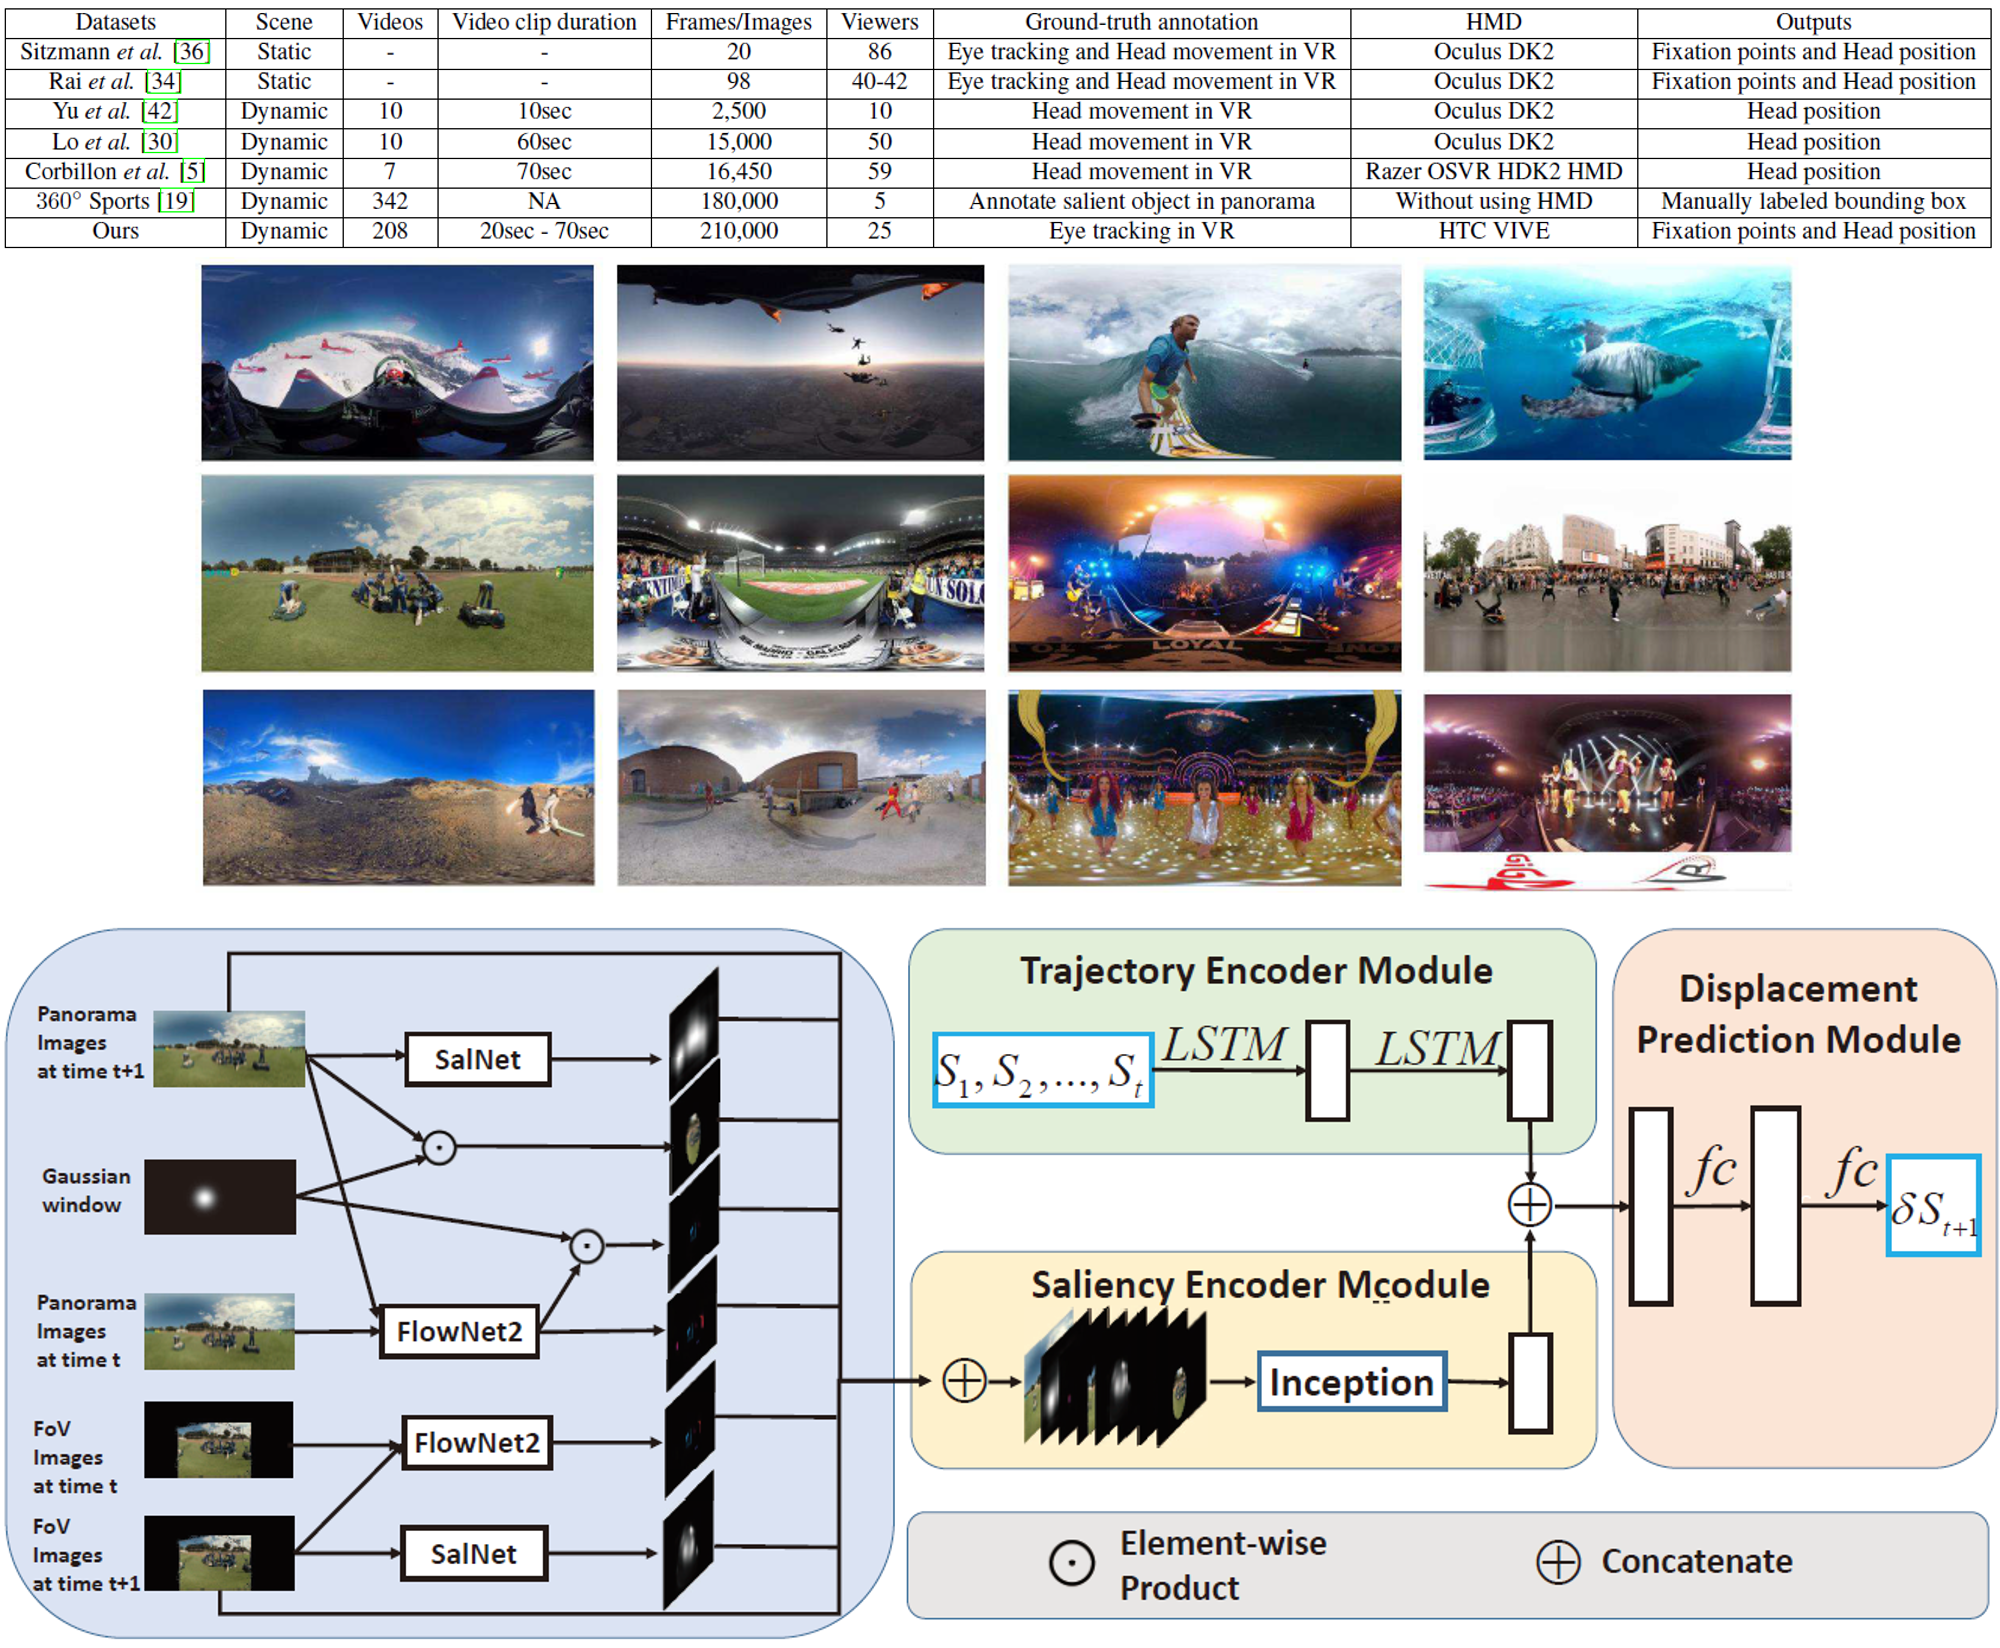 Datasets Scene Videos Video clip duration Frames/Images Viewers Ground-truth annotation HMD Outputs
Sitzmann et al. [36] Static - - 20 86 Eye tracking and Head movement in VR Oculus DK2 Fixation points and Head position
Rai et al. [34] Static - - 98 40-42 Eye tracking and Head movement in VR Oculus DK2 Fixation points and Head position
Yu et al. [42] Dynamic 10 10sec 2,500 10 Head movement in VR Oculus DK2 Head position
Lo et al. [30] Dynamic 10 60sec 15,000 50 Head movement in VR Oculus DK2 Head position
Corbillon et al. [5] Dynamic 7 70sec 16,450 59 Head movement in VR Razer OSVR HDK2 HMD Head position
360° Sports [19] Dynamic 342 NA 180,000 5 Annotate salient object in panorama Without using HMD Manually labeled bounding box
Ours Dynamic 208 20sec - 70sec 210,000 25 Eye tracking in VR HTC VIVE Fixation points and Head position
LOYAL
Panorama
Images
at time t+1
SalNet
Gaussian
window
Panorama
Images
at time t
FlowNet2
FoV
Images
at time t
FlowNet2
FoV
Images
at time t+1
SalNet
Trajectory Encoder Module
S1, S2, ..., St
LSTM
LSTM
Saliency Encoder Mcodule
Inception
Displacement
Prediction Module
fc
fc
δSt+1
Element-wise
Product
Concatenate